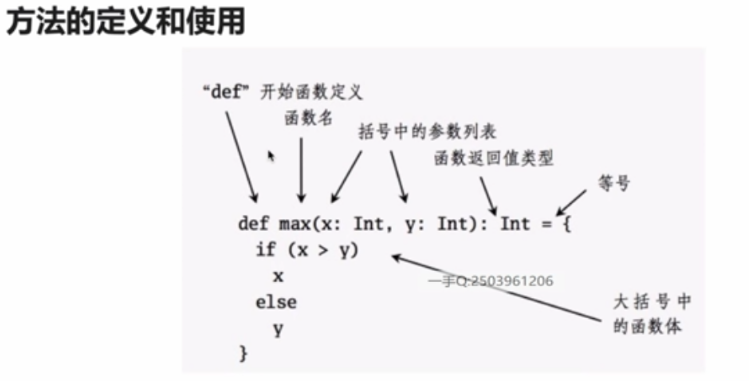 方法的定义和使用
“def” 开始函数定义
函数名
括号中的参数列表
函数返回值类型
等号
def max(x: Int, y: Int): Int = {
if (x > y)
x
else
y
}
一手Q:2503961206
大括号中
的函数体